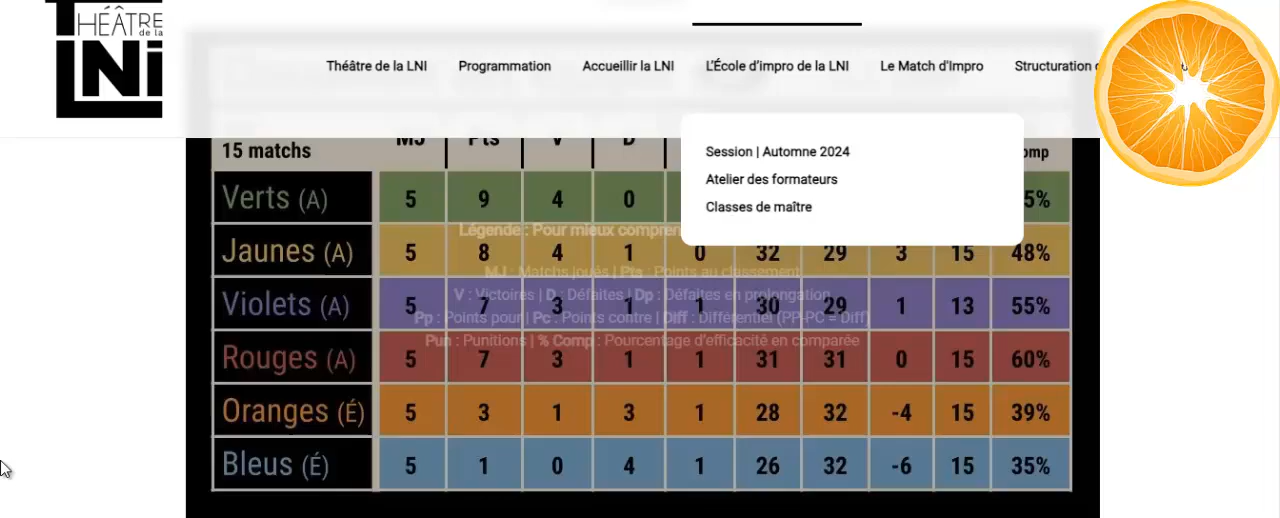 THÉÂTRE
de la
LNi
Théâtre de la LNI Programmation Accueillir la LNI L'École d'impro de la LNI Le Match d'Impro Structuration
Session | Automne 2024
Atelier des formateurs
Classes de maître
MJ Pts V D
15 matchs omp
Verts (A) 5 9 4 0 5%
Légende : Pour mieux compren
Jaunes (A) 5 8 4 1 0 32 29 3 15 48%
MJ : Matchs joués | Pts : Points au classement
V : Victoires | D : Défaites | Dp : Défaites en prolongation
Violets (A) 5 7 3 1 1 30 29 1 13 55%
Pp : Points pour | Pc : Points contre | Diff : Différentiel (PP-PC = Diff)
Pun : Punitions | % Comp : Pourcentage d'efficacité en comparée
Rouges (A) 5 7 3 1 1 31 31 0 15 60%
Oranges (É) 5 3 1 3 1 28 32 -4 15 39%
Bleus (É) 5 1 0 4 1 26 32 -6 15 35%